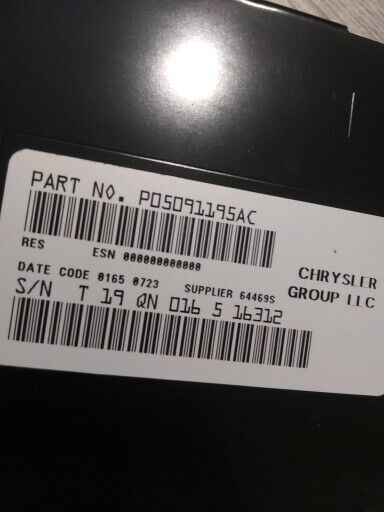 PART NO. P05091195AC
RES ESN 000000000000
CHRYSLER
GROUP LLC
DATE CODE 0165 0723 SUPPLIER 64469S
S/N T 19 QN 016 5 16312